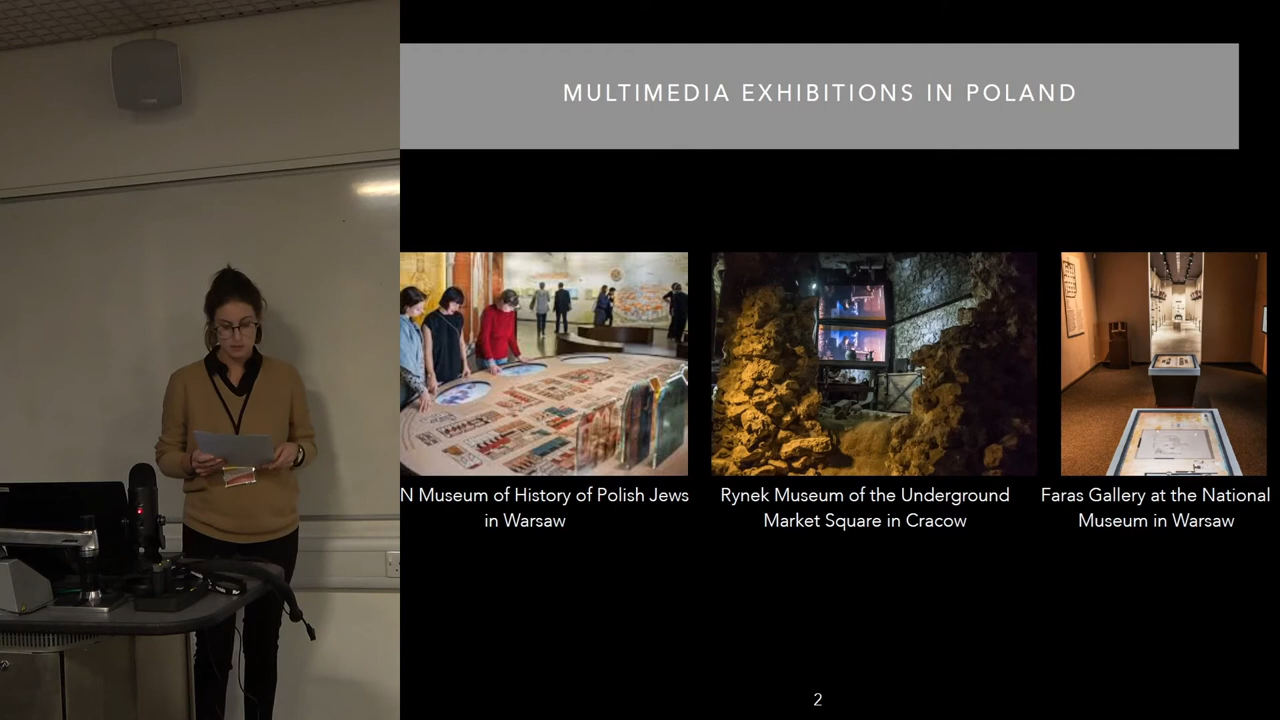 MULTIMEDIA EXHIBITIONS IN POLAND
N Museum of History of Polish Jews
in Warsaw
Rynek Museum of the Underground
Market Square in Cracow
Faras Gallery at the National
Museum in Warsaw
2